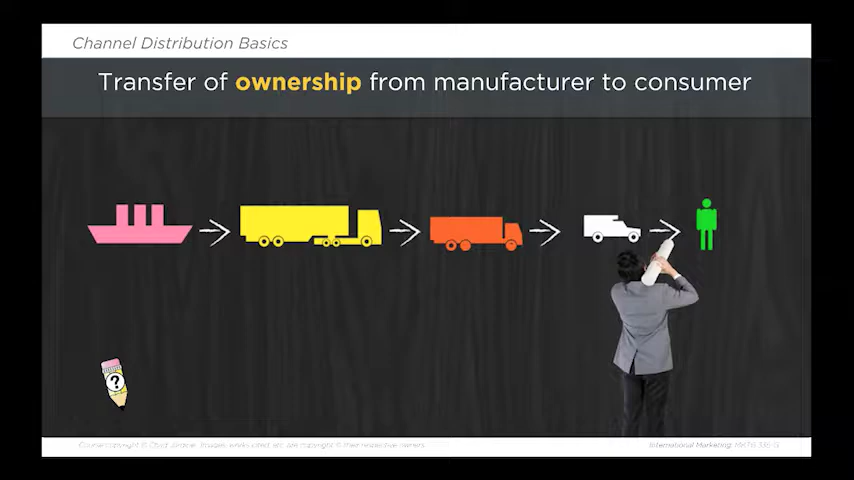 Channel Distribution Basics
Transfer of ownership from manufacturer to consumer
?
International Marketing: